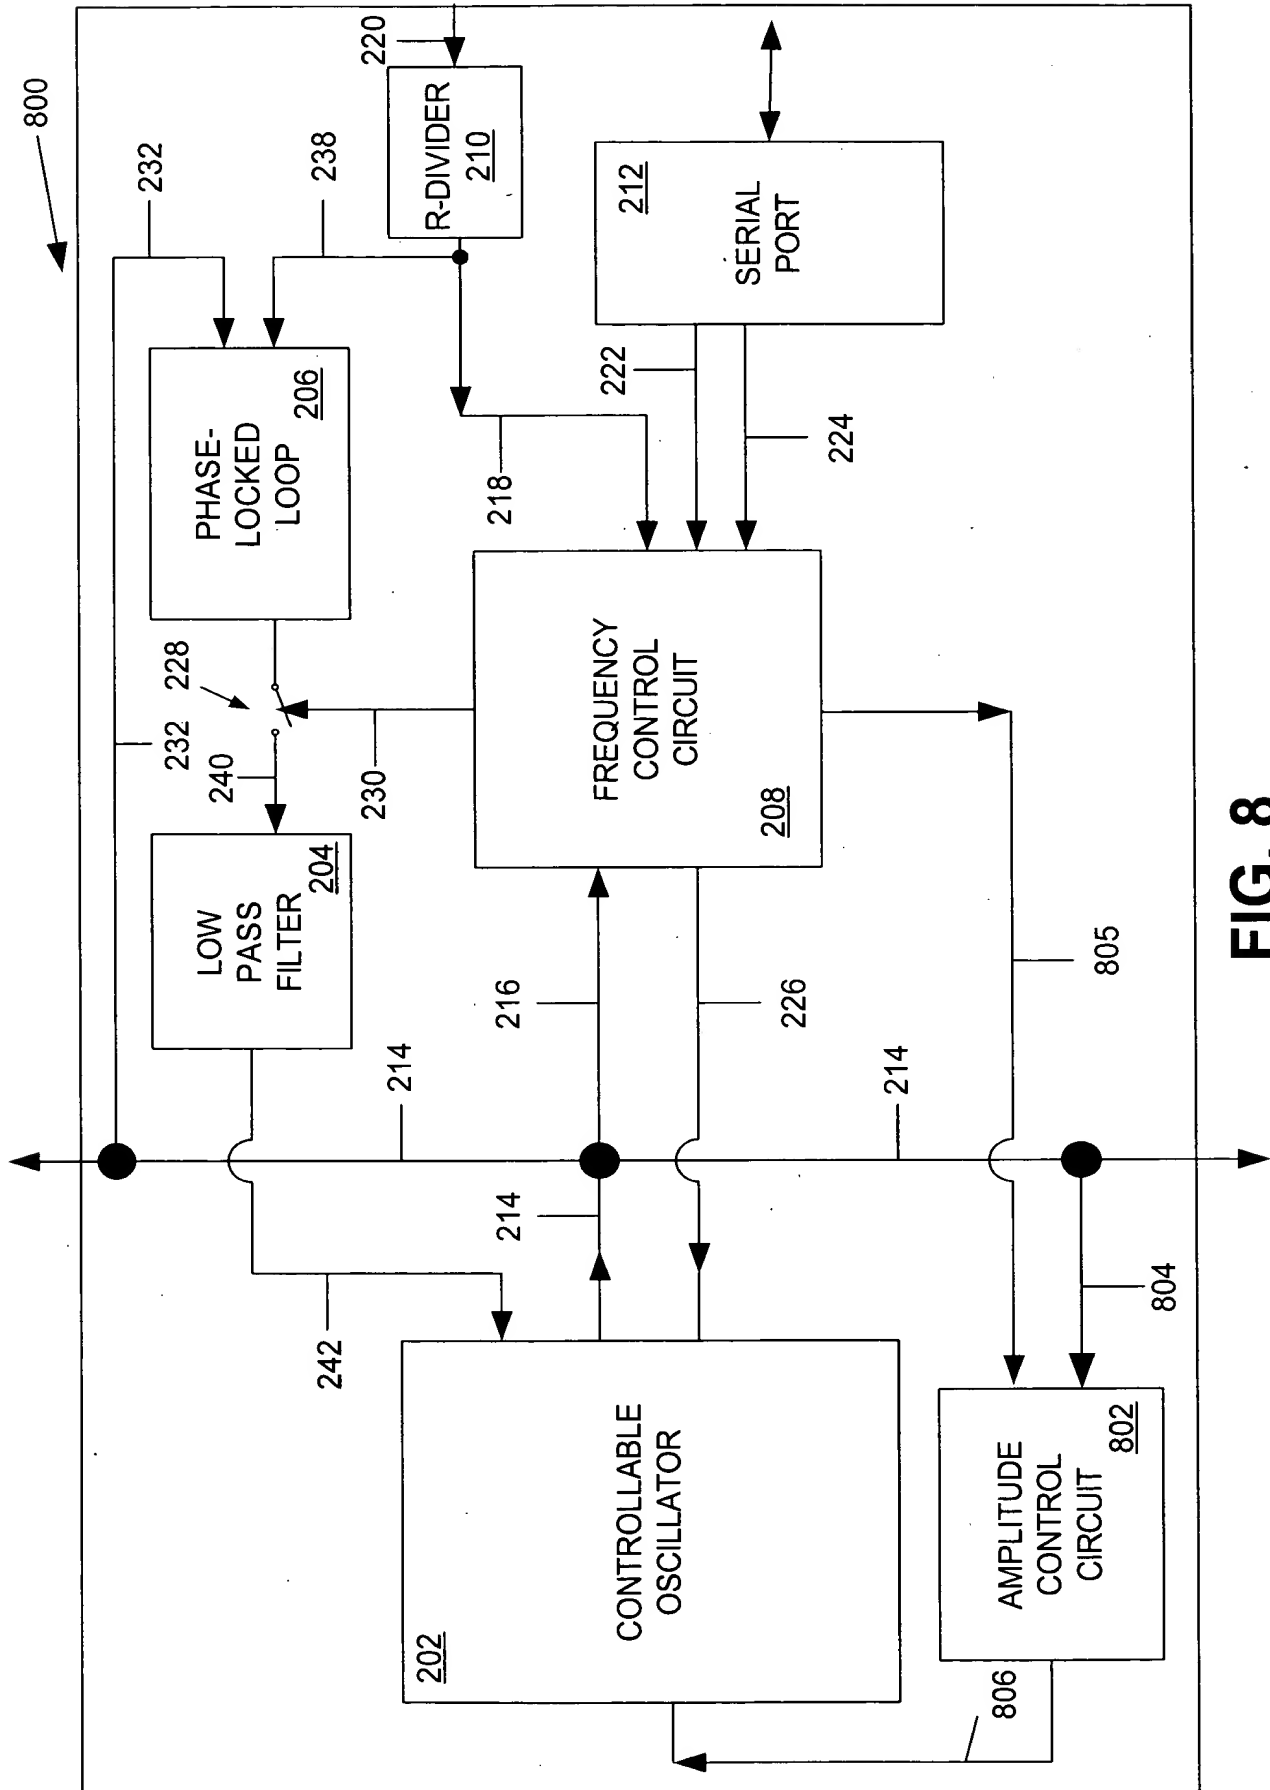 800
232
238
220
R-DIVIDER
210
212
SERIAL
PORT
222
224
PHASE-
LOCKED
LOOP
206
218
228
232
240
230
LOW
PASS
FILTER
204
FREQUENCY
CONTROL
CIRCUIT
208
216
226
805
214
214
214
242
804
CONTROLLABLE
OSCILLATOR
202
AMPLITUDE
CONTROL
CIRCUIT
802
806
FIG. 8